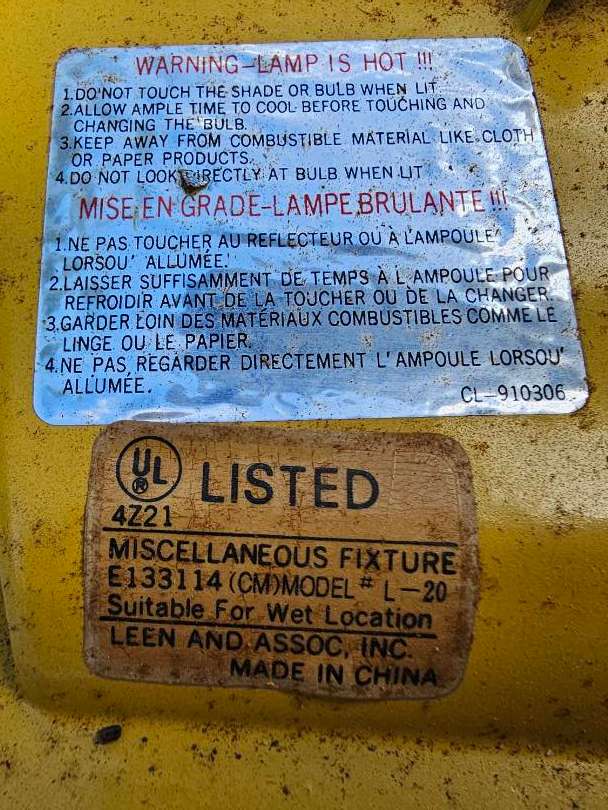 WARNING-LAMP IS HOT !!!
1.DO NOT TOUCH THE SHADE OR BULB WHEN LIT.
2.ALLOW AMPLE TIME TO COOL BEFORE TOUCHING AND
CHANGING THE BULB.
3.KEEP AWAY FROM COMBUSTIBLE MATERIAL LIKE CLOTH
OR PAPER PRODUCTS.
4.DO NOT LOOK DIRECTLY AT BULB WHEN LIT
MISE EN GRADE-LAMPE BRULANTE !!!
1.NE PAS TOUCHER AU REFLECTEUR OU À L'AMPOULE
LORSQU' ALLUMÉE.
2.LAISSER SUFFISAMMENT DE TEMPS À L'AMPOULE POUR
REFROIDIR AVANT DE LA TOUCHER OU DE LA CHANGER.
3.GARDER LOIN DES MATÉRIAUX COMBUSTIBLES COMME LE
LINGE OU LE PAPIER.
4.NE PAS REGARDER DIRECTEMENT L'AMPOULE LORSQU'
ALLUMÉE.
CL-910306
UL ® LISTED
4Z21
MISCELLANEOUS FIXTURE
E133114 (CM) MODEL # L-20
Suitable For Wet Location
LEEN AND ASSOC, INC.
MADE IN CHINA